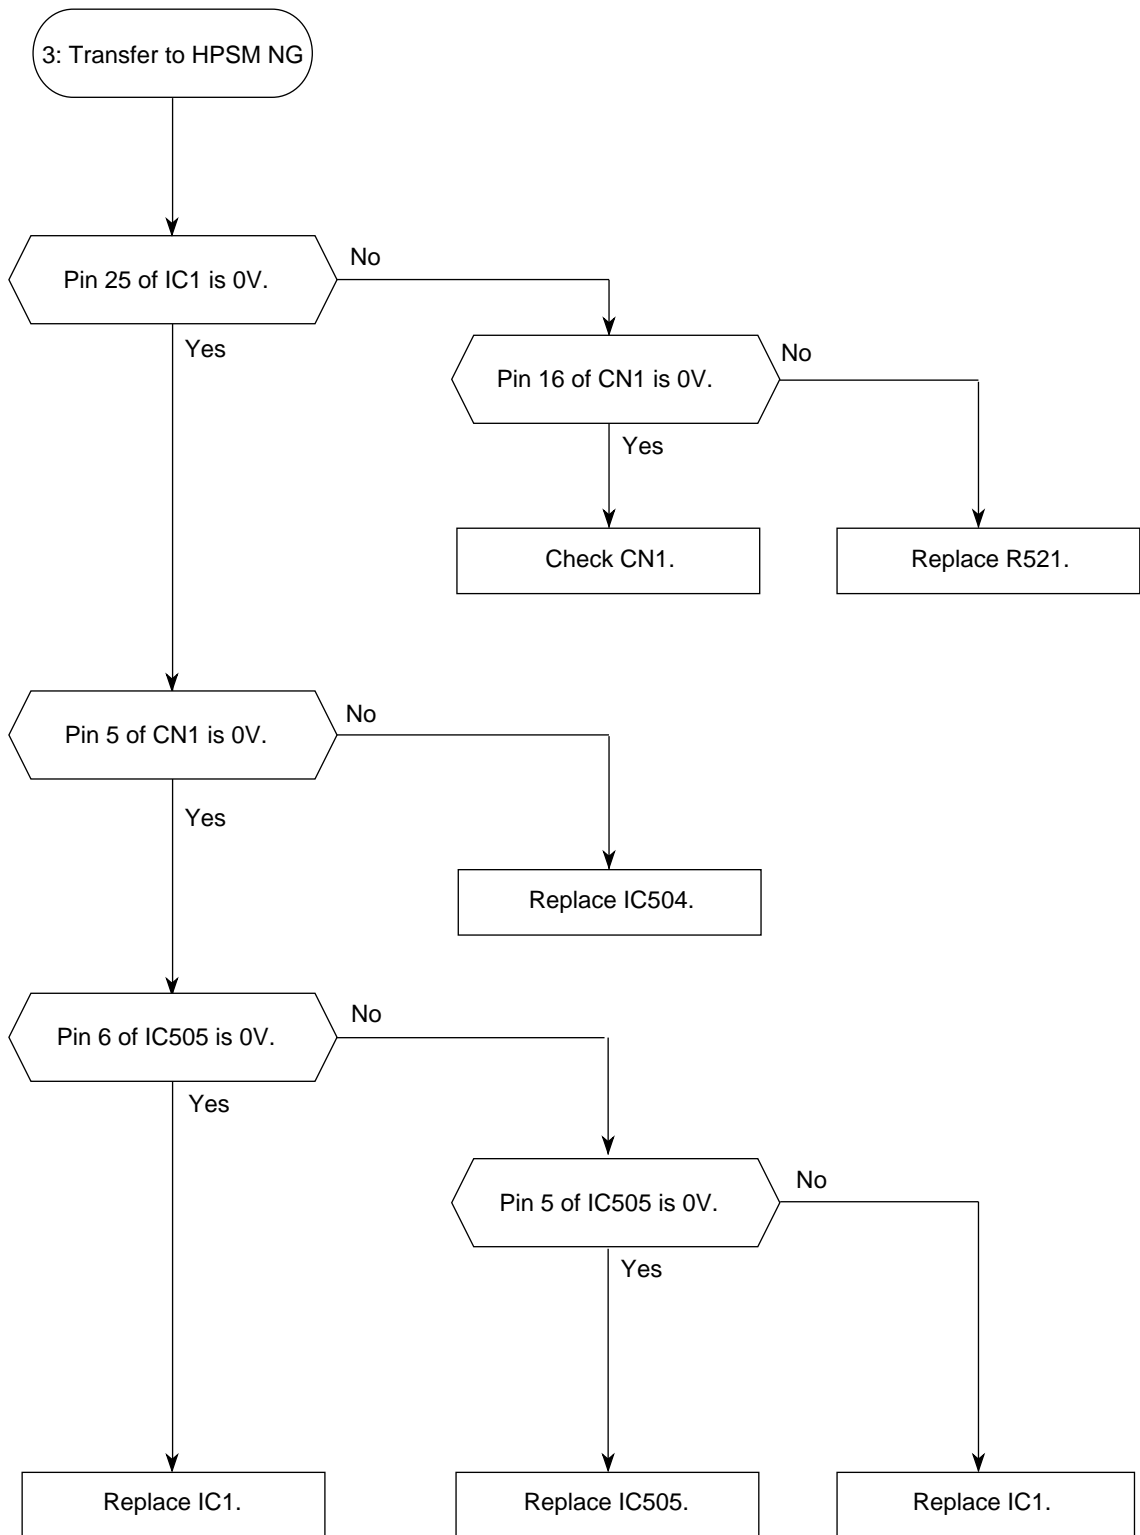 3: Transfer to HPSM NG
Pin 25 of IC1 is 0V.
No
Yes
Pin 16 of CN1 is 0V.
No
Yes
Check CN1.
Replace R521.
Pin 5 of CN1 is 0V.
No
Yes
Replace IC504.
Pin 6 of IC505 is 0V.
No
Yes
Pin 5 of IC505 is 0V.
No
Yes
Replace IC1.
Replace IC505.
Replace IC1.